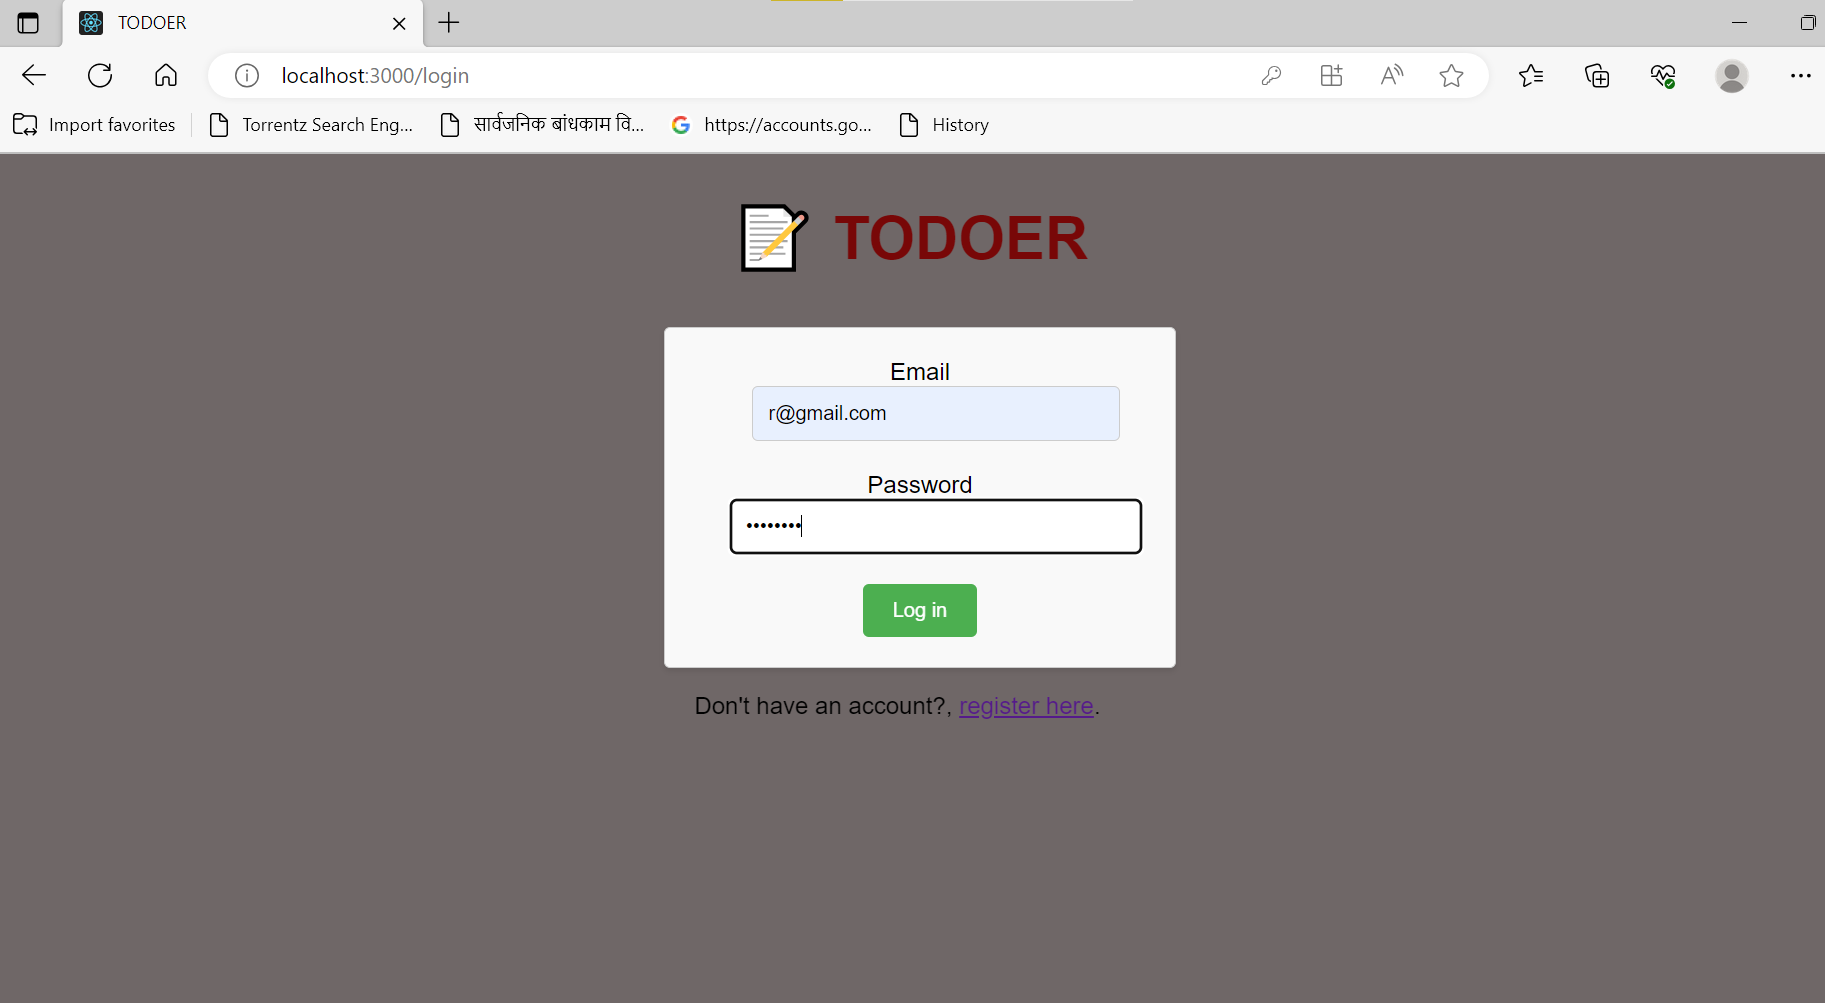 TODOER
localhost:3000/login
Import favorites
Torrentz Search Eng...
सार्वजनिक बांधकाम वि...
https://accounts.go...
History
TODOER
Email
r@gmail.com
Password
••••••••
Log in
Don't have an account?, register here.